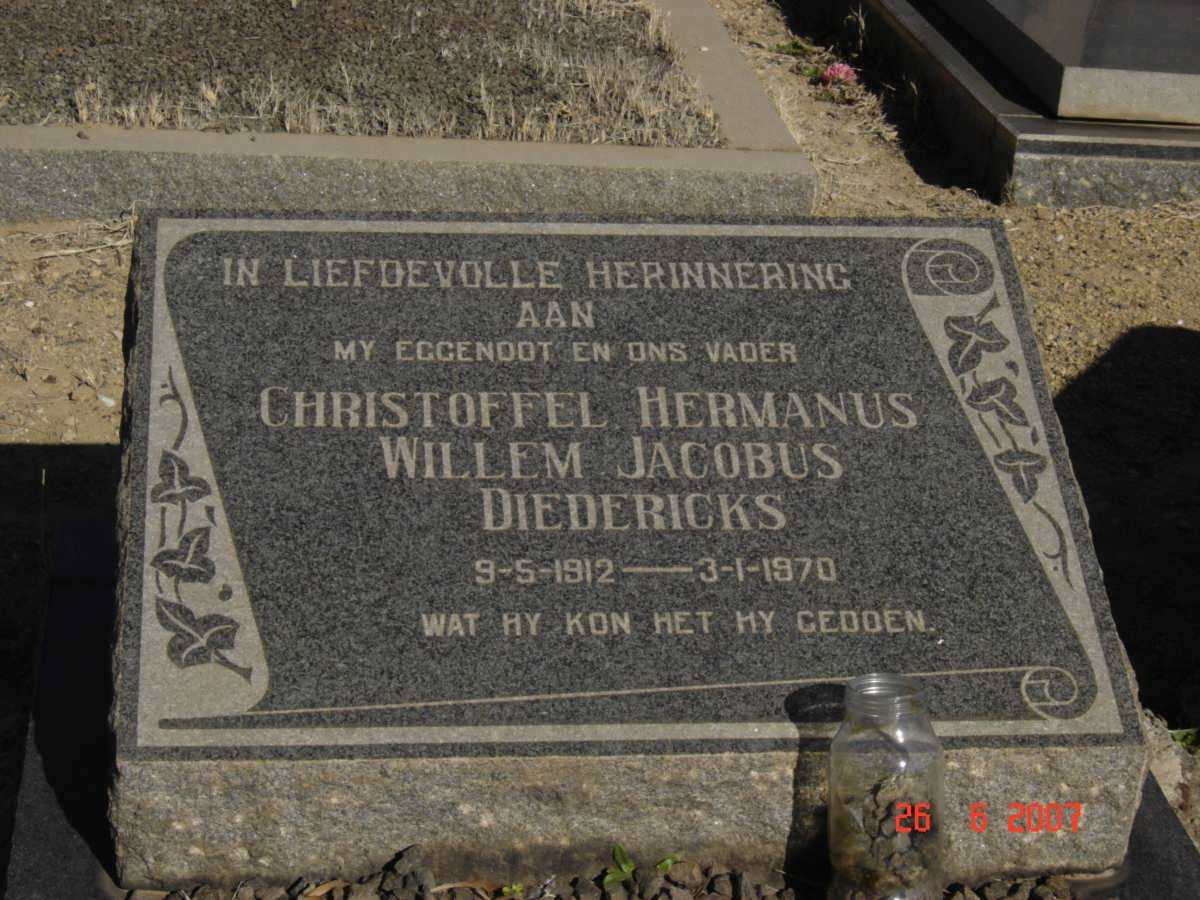 IN LIEFDEVOLLE HERINNERING
AAN
MY EGGENOOT EN ONS VADER
CHRISTOFFEL HERMANUS
WILLEM JACOBUS
DIEDERICKS
9-5-1912 — 3-1-1970
WAT HY KON HET HY GEDOEN.
26 6 2007